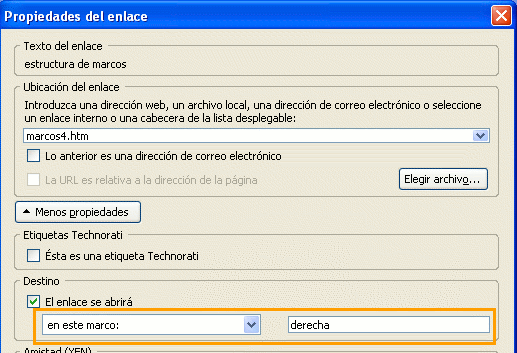 Propiedades del enlace
Texto del enlace
estructura de marcos
Ubicación del enlace
Introduzca una dirección web, un archivo local, una dirección de correo electrónico o seleccione
un enlace interno o una cabecera de la lista desplegable:
marcos4.htm
Lo anterior es una dirección de correo electrónico
La URL es relativa a la dirección de la página
Elegir archivo...
Menos propiedades
Etiquetas Technorati
Ésta es una etiqueta Technorati
Destino
El enlace se abrirá
en este marco:
derecha
Amistad (XFN)